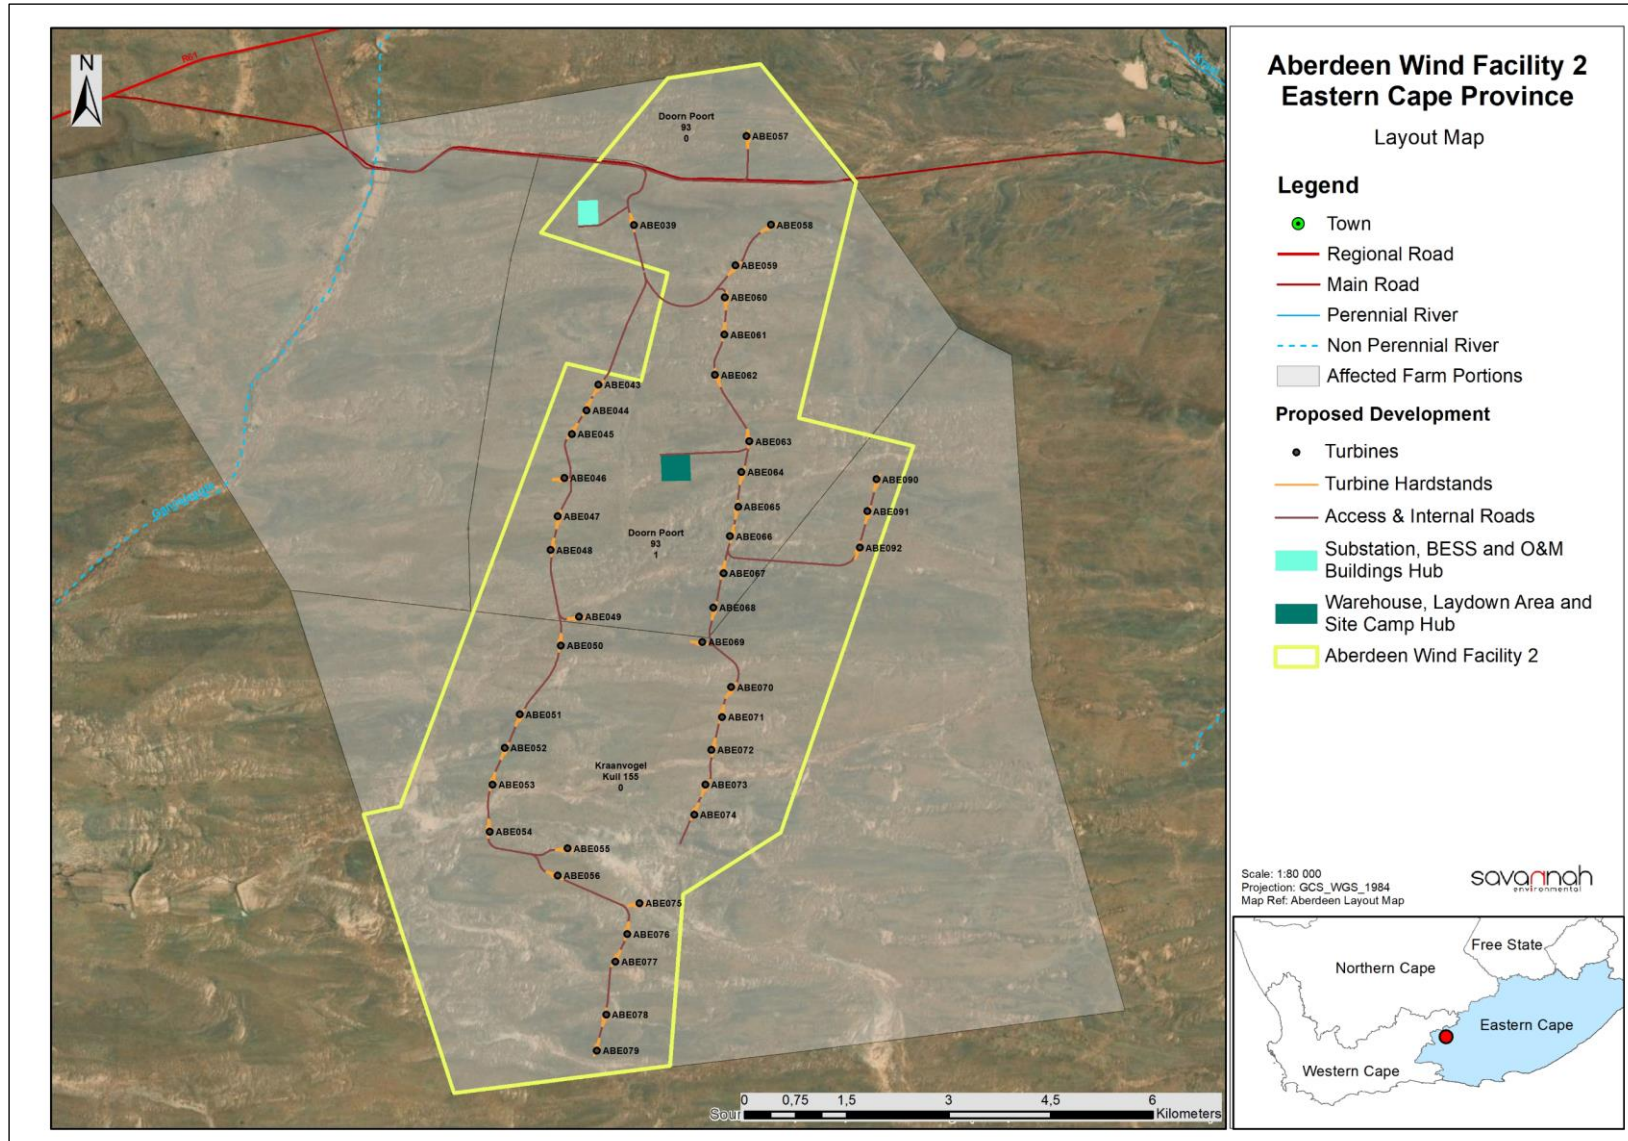 Aberdeen Wind Facility 2
Eastern Cape Province
Layout Map
Legend
Town
Regional Road
Main Road
Perennial River
Non Perennial River
Affected Farm Portions
Proposed Development
Turbines
Turbine Hardstands
Access & Internal Roads
Substation, BESS and O&M
Buildings Hub
Warehouse, Laydown Area and
Site Camp Hub
Aberdeen Wind Facility 2
Scale: 1:80 000
Projection: GCS_WGS_1984
Map Ref: Aberdeen Layout Map
savannah
environmental
Northern Cape
Free State
Eastern Cape
Western Cape
N
R61
Doorn Poort
93
0
ABE057
ABE039
ABE058
ABE059
ABE060
ABE061
ABE062
ABE043
ABE044
ABE045
ABE063
ABE064
ABE046
ABE090
ABE065
ABE091
ABE047
Doorn Poort
93
1
ABE066
ABE048
ABE092
ABE067
ABE068
ABE049
ABE069
ABE050
ABE070
ABE051
ABE071
ABE052
ABE072
Kraanvogel
Kuil 155
0
ABE053
ABE073
ABE074
ABE054
ABE055
ABE056
ABE075
ABE076
ABE077
ABE078
ABE079
0 0,75 1,5 3 4,5 6
Kilometers